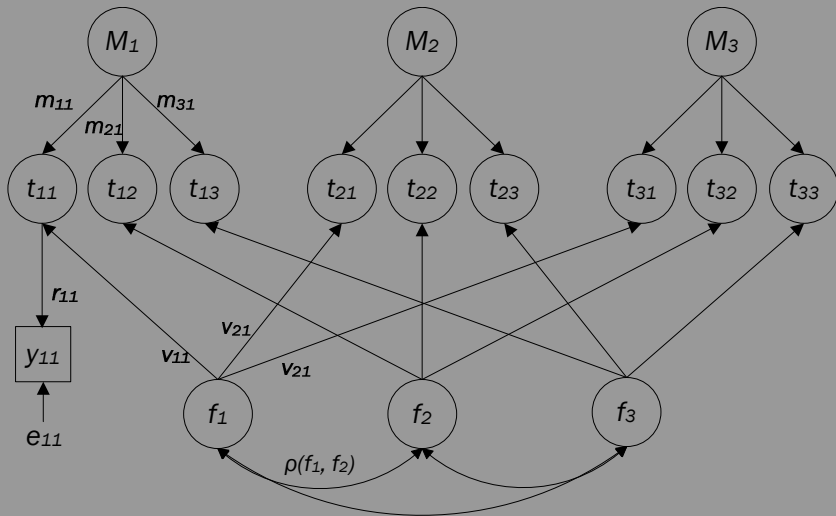 M₁ M₂ M₃
m₁₁ m₂₁ m₃₁
t₁₁ t₁₂ t₁₃ t₂₁ t₂₂ t₂₃ t₃₁ t₃₂ t₃₃
r₁₁
v₂₁
y₁₁ v₁₁ v₂₁
f₁ f₂ f₃
e₁₁
ρ(f₁, f₂)